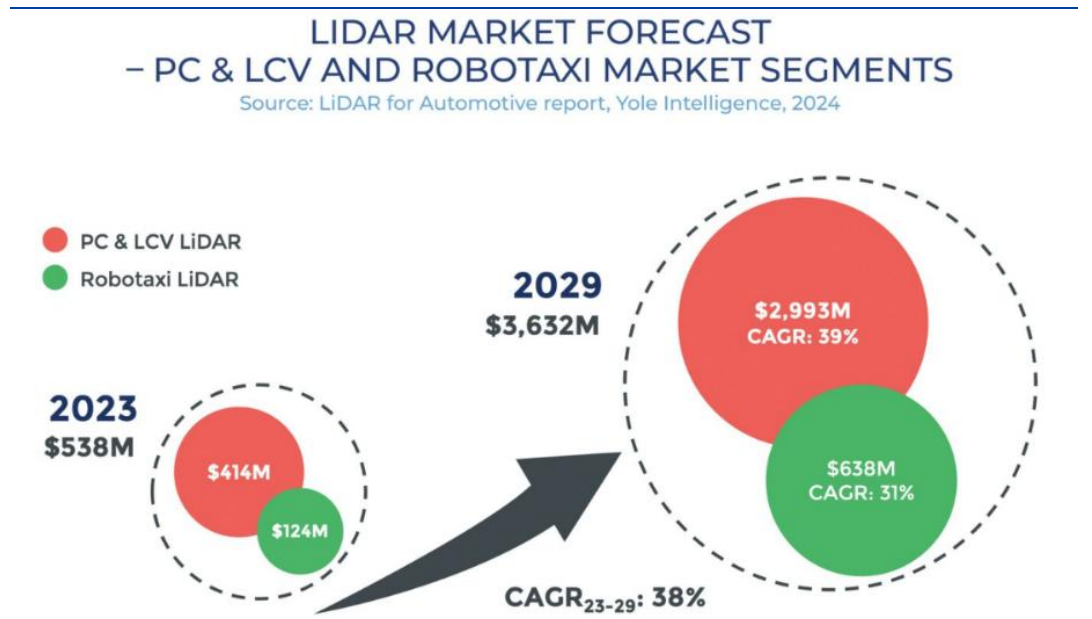 LIDAR MARKET FORECAST
– PC & LCV AND ROBOTAXI MARKET SEGMENTS
Source: LiDAR for Automotive report, Yole Intelligence, 2024
PC & LCV LiDAR
Robotaxi LiDAR
2023
$538M
$414M
$124M
2029
$3,632M
$2,993M
CAGR: 39%
$638M
CAGR: 31%
CAGR23-29: 38%